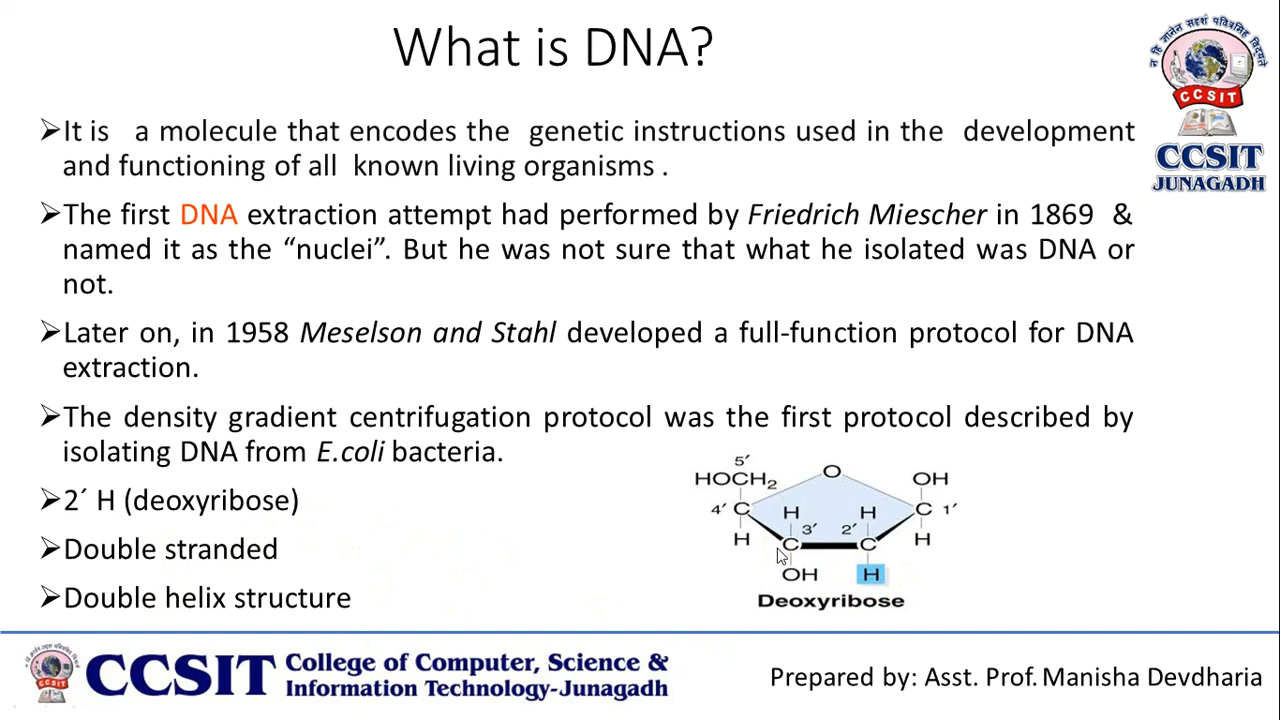 What is DNA?
न हि ज्ञानेन सदृशं पवित्रमिह विद्यते
CCSIT
CCSIT
JUNAGADH
➢It is a molecule that encodes the genetic instructions used in the development
and functioning of all known living organisms .
➢The first DNA extraction attempt had performed by Friedrich Miescher in 1869 &
named it as the “nuclei”. But he was not sure that what he isolated was DNA or
not.
➢Later on, in 1958 Meselson and Stahl developed a full-function protocol for DNA
extraction.
➢The density gradient centrifugation protocol was the first protocol described by
isolating DNA from E.coli bacteria.
➢2´ H (deoxyribose)
➢Double stranded
➢Double helix structure
5′
HOCH2 O OH
4′ C H H C 1′
3′ 2′
H C C H
OH H
Deoxyribose
CCSIT College of Computer, Science &
Information Technology-Junagadh
Prepared by: Asst. Prof. Manisha Devdharia